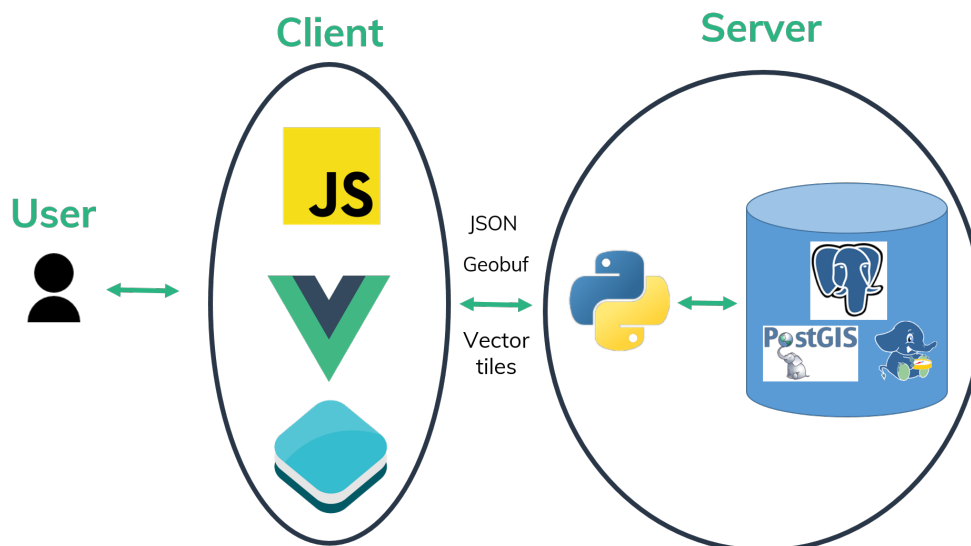 Client
Server
User
JS
JSON
Geobuf
Vector
tiles
PostGIS